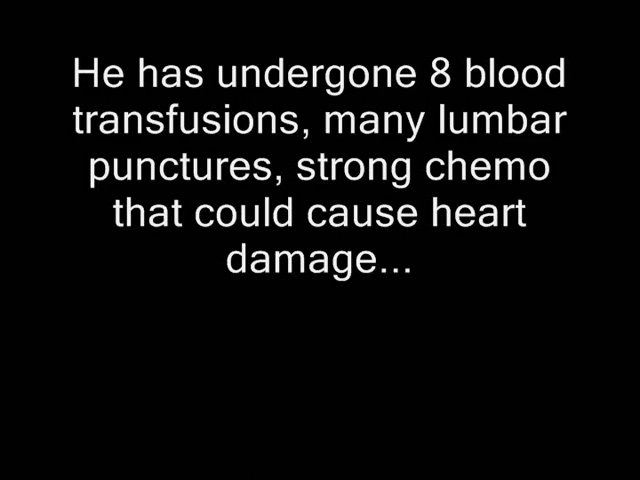 He has undergone 8 blood
transfusions, many lumbar
punctures, strong chemo
that could cause heart
damage...